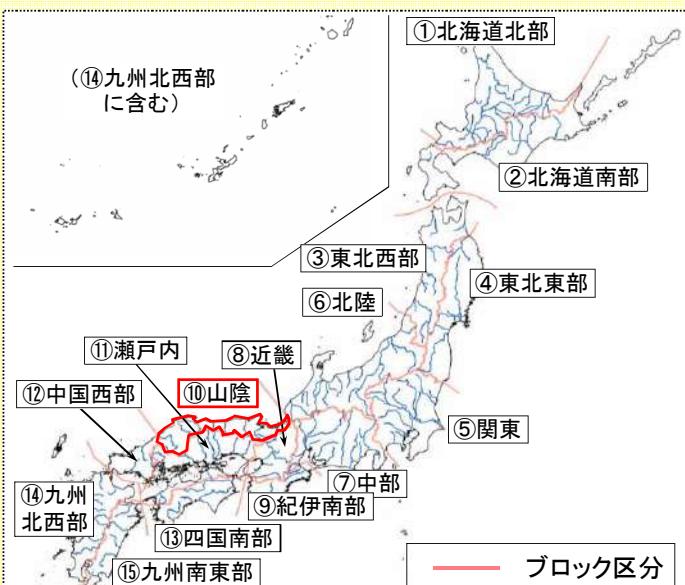 ①北海道北部
(⑭九州北西部
に含む)
②北海道南部
③東北西部
④東北東部
⑥北陸
⑪瀬戸内
⑧近畿
⑩山陰
⑫中国西部
⑤関東
⑦中部
⑭九州
北西部
⑨紀伊南部
⑬四国南部
⑮九州南東部
ブロック区分